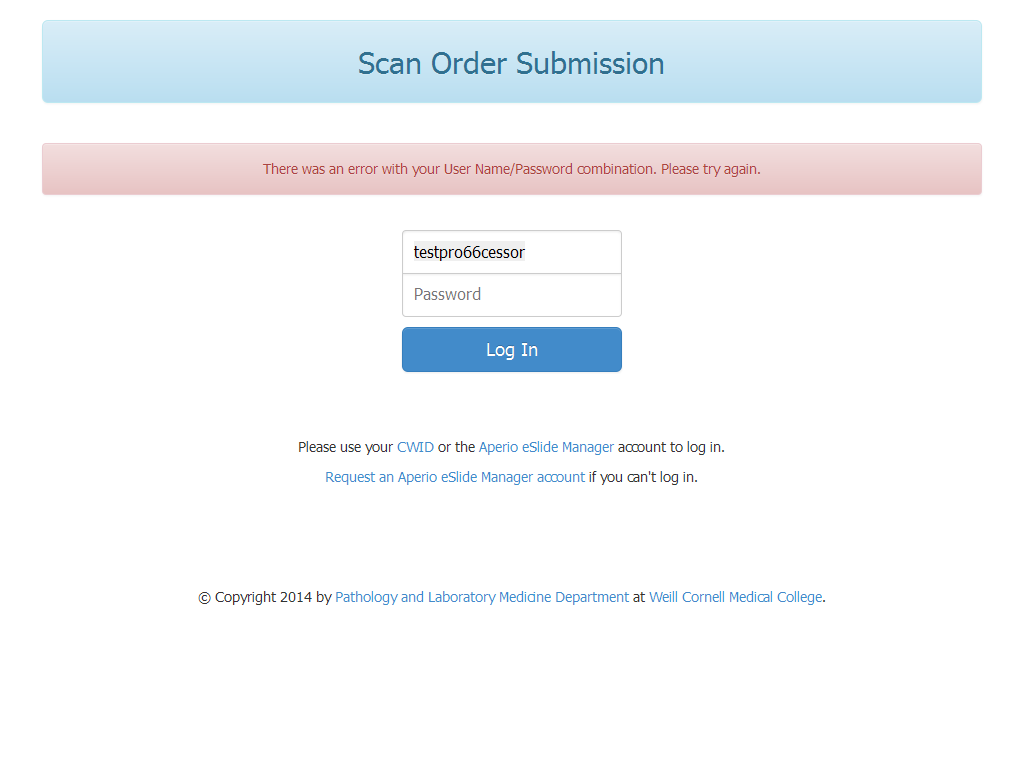 Scan Order Submission
There was an error with your User Name/Password combination. Please try again.
testpro66cessor
Password
Log In
Please use your CWID or the Aperio eSlide Manager account to log in.
Request an Aperio eSlide Manager account if you can't log in.
© Copyright 2014 by Pathology and Laboratory Medicine Department at Weill Cornell Medical College.